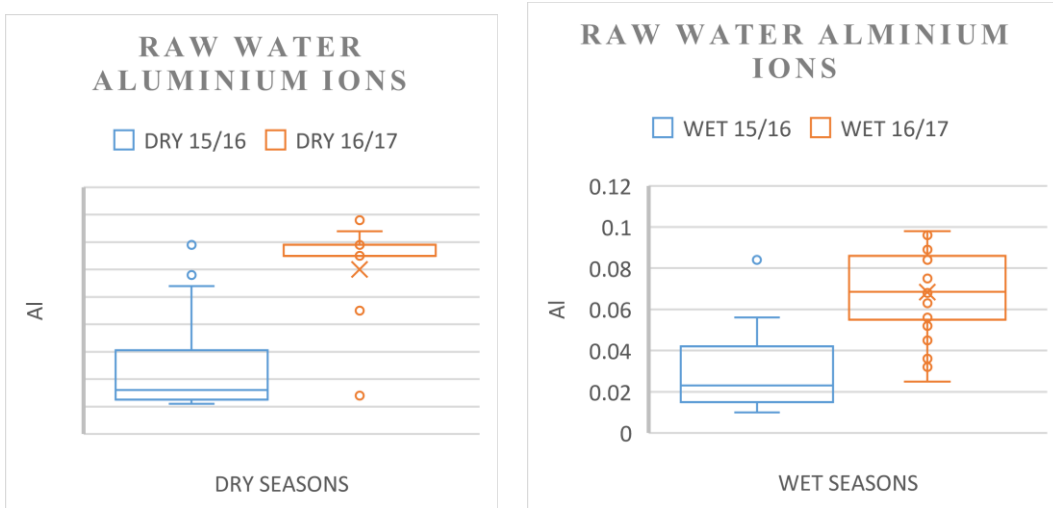 RAW WATER
ALUMINIUM IONS
DRY 15/16 DRY 16/17
Al
DRY SEASONS
RAW WATER ALMINIUM
IONS
WET 15/16 WET 16/17
0.12
0.1
0.08
0.06
0.04
0.02
0
Al
WET SEASONS